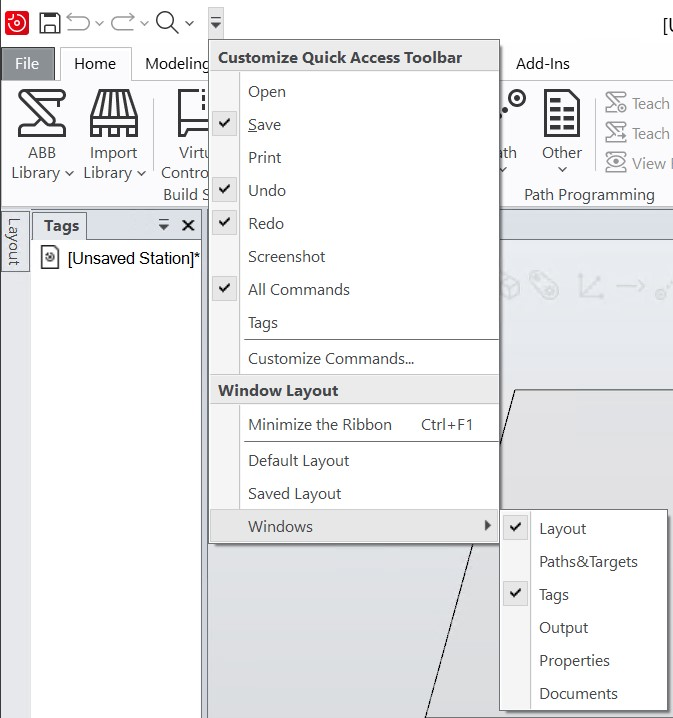 [U
Customize Quick Access Toolbar
Open
Save
Print
Undo
Redo
Screenshot
All Commands
Tags
Customize Commands...
Window Layout
Minimize the Ribbon Ctrl+F1
Default Layout
Saved Layout
Windows
Layout
Paths&Targets
Tags
Output
Properties
Documents
File
Home
Modeling
Add-Ins
ABB
Library
Import
Library
Virtu
Contro
Build S
ath
Other
Teach
Teach
View
Path Programming
Layout
Tags
[Unsaved Station]*